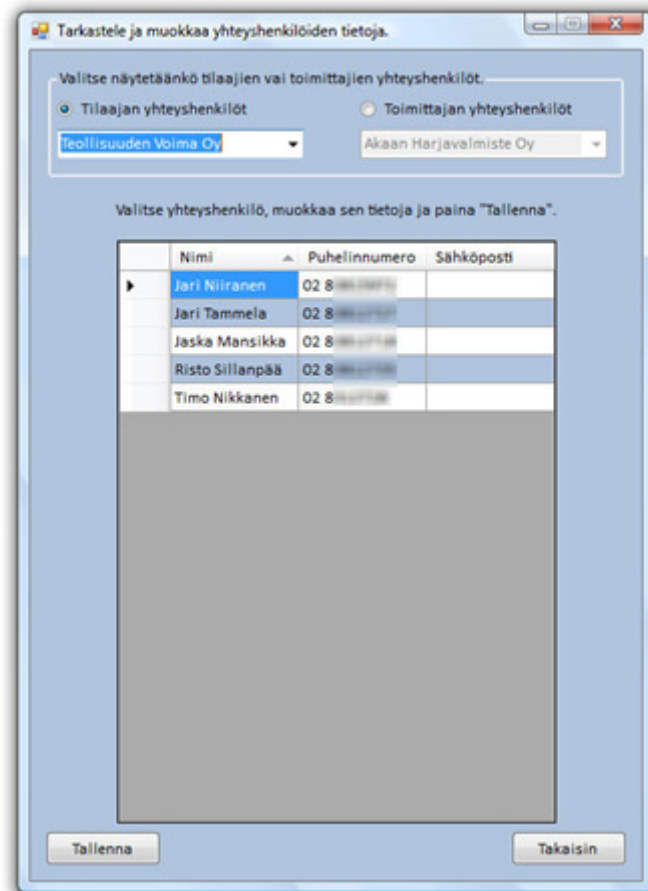 Tarkastele ja muokkaa yhteyshenkilöiden tietoja.
Valitse näytetäänkö tilaajien vai toimittajien yhteyshenkilöt.
Tilaajan yhteyshenkilöt Toimittajan yhteyshenkilöt
Teollisuuden Voima Oy Akaan Harjavalmiste Oy
Valitse yhteyshenkilö, muokkaa sen tietoja ja paina "Tallenna".
Nimi Puhelinnumero Sähköposti
Jari Niiranen 02 8
Jari Tammela 02 8
Jaska Mansikka 02 8
Risto Sillanpää 02 8
Timo Nikkanen 02 8
Tallenna Takaisin